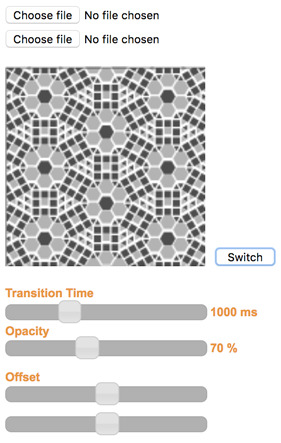 Choose file No file chosen
Choose file No file chosen
Switch
Transition Time
1000 ms
Opacity
70 %
Offset